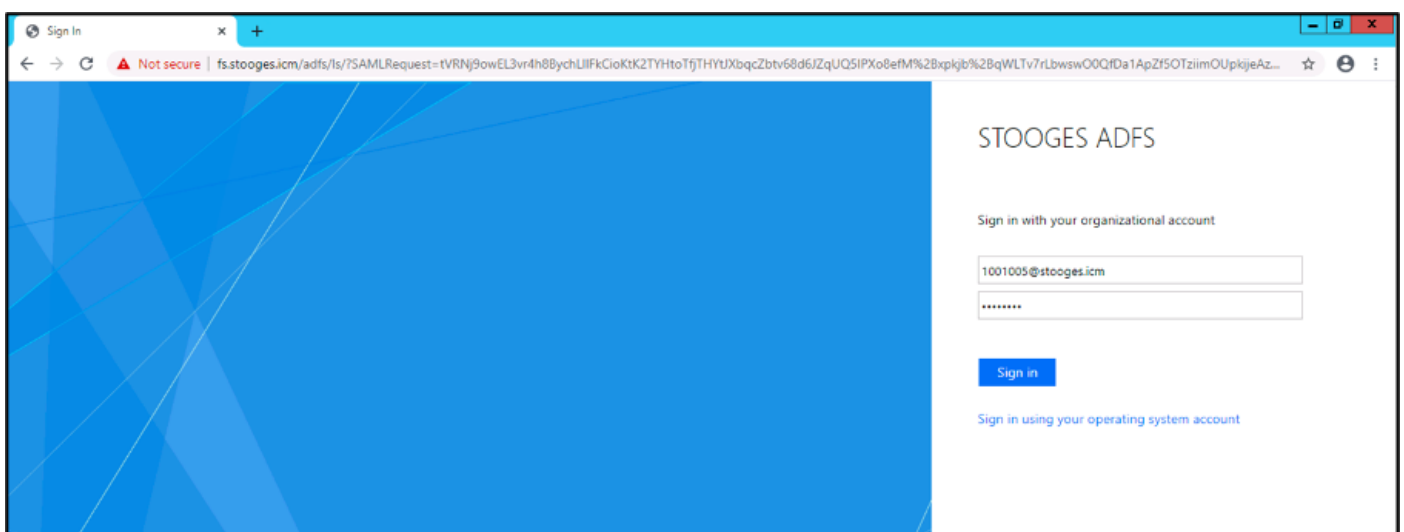 Sign In
Not secure | fs.stooges.icm/adfs/ls/?SAMLRequest=tVRNj9owEL3vr4h8BychLIIFkCioKtK2TYHtoTfjTHYtJXbqcZbtv68d6JZqUQ5IPXo8efM%2Bxpkjb%2BqWLTv7rLbwswO0QfDa1ApZf5OTziimOUpkijeAz...
STOOGES ADFS
Sign in with your organizational account
1001005@stooges.icm
••••••••
Sign in
Sign in using your operating system account